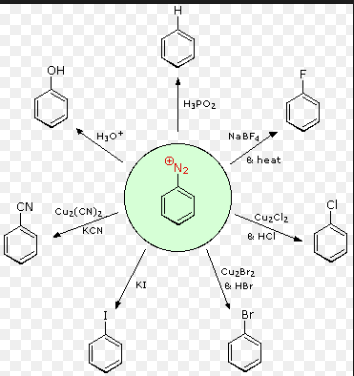 H
H₃PO₂
OH
H₃O⁺
F
NaBF₄
& heat
⊕
N₂
CN
Cu₂(CN)₂
KCN
Cu₂Cl₂
& HCl
Cl
KI
I
Cu₂Br₂
& HBr
Br